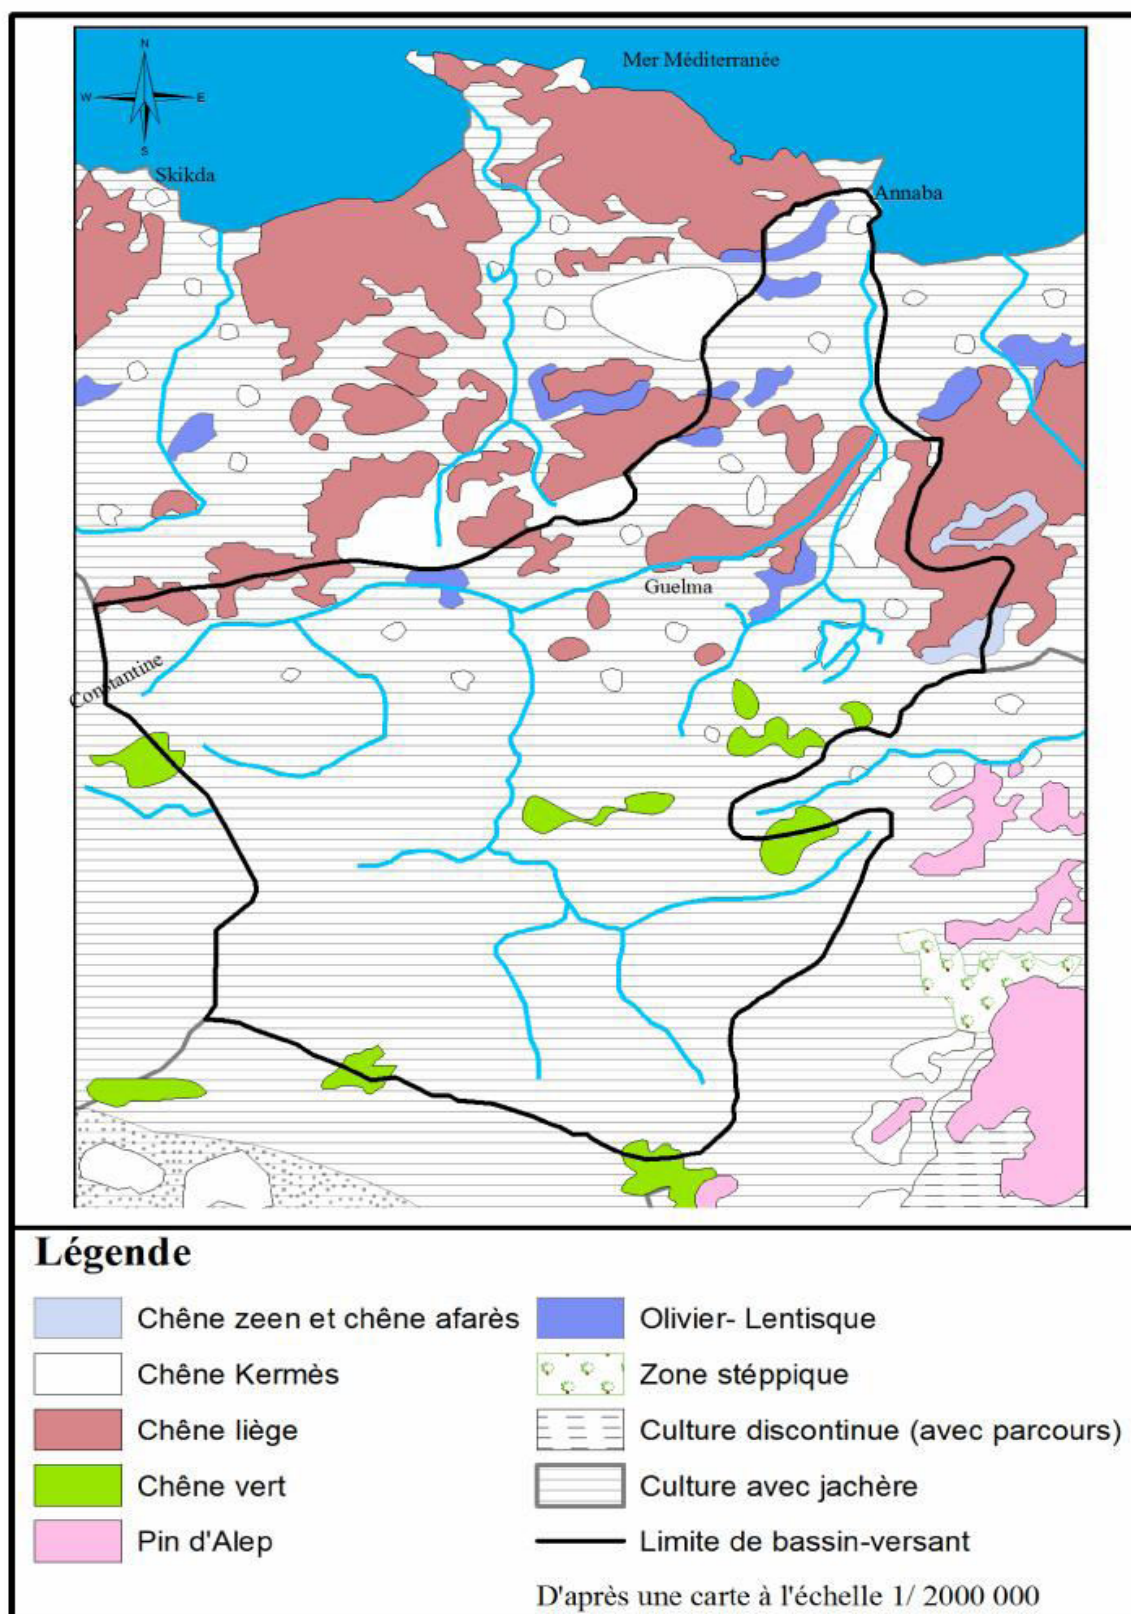 N
Mer Méditerranée
W
E
S
Skikda
Annaba
Guelma
Constantine
Légende
Chêne zeen et chêne afarès
Chêne Kermès
Chêne liège
Chêne vert
Pin d'Alep
Olivier- Lentisque
Zone stéppique
Culture discontinue (avec parcours)
Culture avec jachère
Limite de bassin-versant
D'après une carte à l'échelle 1/ 2000 000